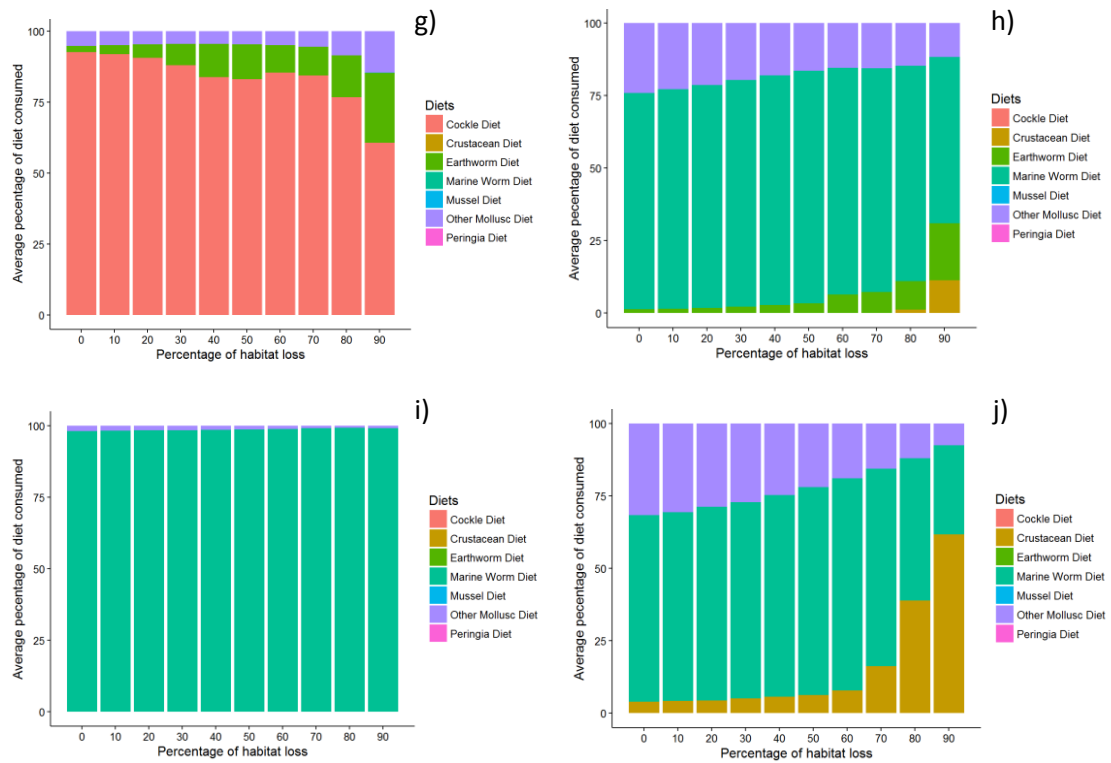 g)
100
75
50
25
0
Average pecentage of diet consumed
0 10 20 30 40 50 60 70 80 90
Percentage of habitat loss
Diets
Cockle Diet
Crustacean Diet
Earthworm Diet
Marine Worm Diet
Mussel Diet
Other Mollusc Diet
Peringia Diet
h)
100
75
50
25
0
Average pecentage of diet consumed
0 10 20 30 40 50 60 70 80 90
Percentage of habitat loss
Diets
Cockle Diet
Crustacean Diet
Earthworm Diet
Marine Worm Diet
Mussel Diet
Other Mollusc Diet
Peringia Diet
i)
100
75
50
25
0
Average pecentage of diet consumed
0 10 20 30 40 50 60 70 80 90
Percentage of habitat loss
Diets
Cockle Diet
Crustacean Diet
Earthworm Diet
Marine Worm Diet
Mussel Diet
Other Mollusc Diet
Peringia Diet
j)
100
75
50
25
0
Average pecentage of diet consumed
0 10 20 30 40 50 60 70 80 90
Percentage of habitat loss
Diets
Cockle Diet
Crustacean Diet
Earthworm Diet
Marine Worm Diet
Mussel Diet
Other Mollusc Diet
Peringia Diet